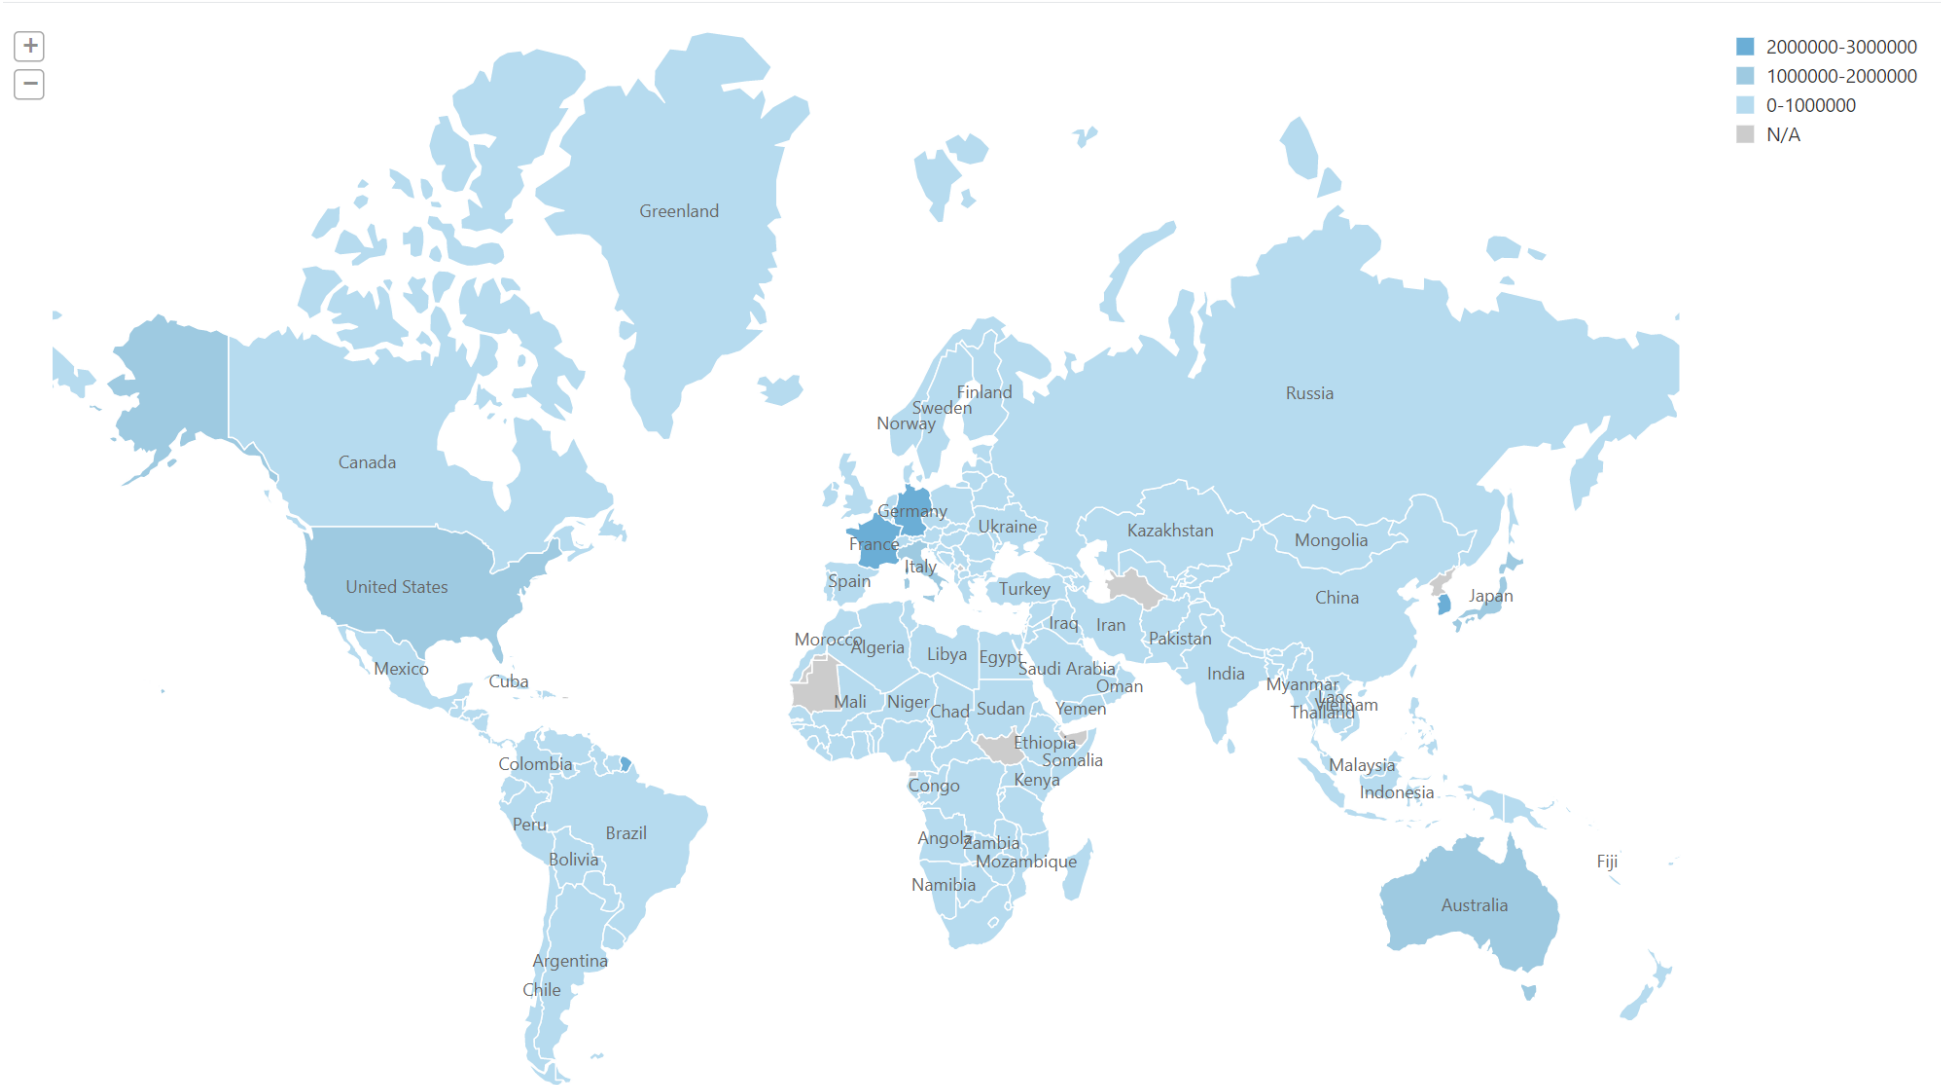 +
−
2000000-3000000
1000000-2000000
0-1000000
N/A
Greenland
Finland
Russia
Sweden
Norway
Canada
Germany
Ukraine
Kazakhstan
Mongolia
France
Italy
Spain
United States
Turkey
Japan
China
Iraq
Iran
Pakistan
Morocco
Algeria
Libya
Egypt
Saudi Arabia
Mexico
India
Cuba
Oman
Myanmar
Laos
Mali
Niger
Chad
Sudan
Yemen
Vietnam
Thailand
Ethiopia
Somalia
Colombia
Malaysia
Congo
Kenya
Indonesia
Peru
Brazil
Angola
Zambia
Bolivia
Mozambique
Fiji
Namibia
Australia
Argentina
Chile